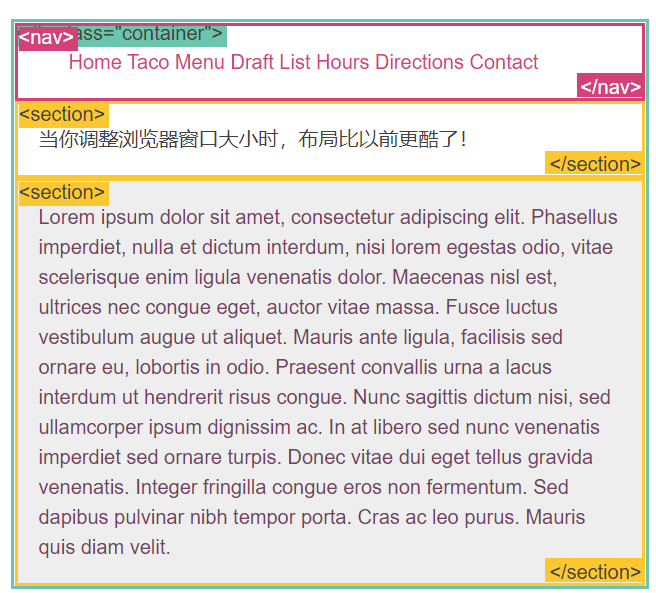 <nav>
ass="container">
Home Taco Menu Draft List Hours Directions Contact
</nav>
<section>
当你调整浏览器窗口大小时，布局比以前更酷了！
</section>
<section>
Lorem ipsum dolor sit amet, consectetur adipiscing elit. Phasellus
imperdiet, nulla et dictum interdum, nisi lorem egestas odio, vitae
scelerisque enim ligula venenatis dolor. Maecenas nisl est,
ultrices nec congue eget, auctor vitae massa. Fusce luctus
vestibulum augue ut aliquet. Mauris ante ligula, facilisis sed
ornare eu, lobortis in odio. Praesent convallis urna a lacus
interdum ut hendrerit risus congue. Nunc sagittis dictum nisi, sed
ullamcorper ipsum dignissim ac. In at libero sed nunc venenatis
imperdiet sed ornare turpis. Donec vitae dui eget tellus gravida
venenatis. Integer fringilla congue eros non fermentum. Sed
dapibus pulvinar nibh tempor porta. Cras ac leo purus. Mauris
quis diam velit.
</section>